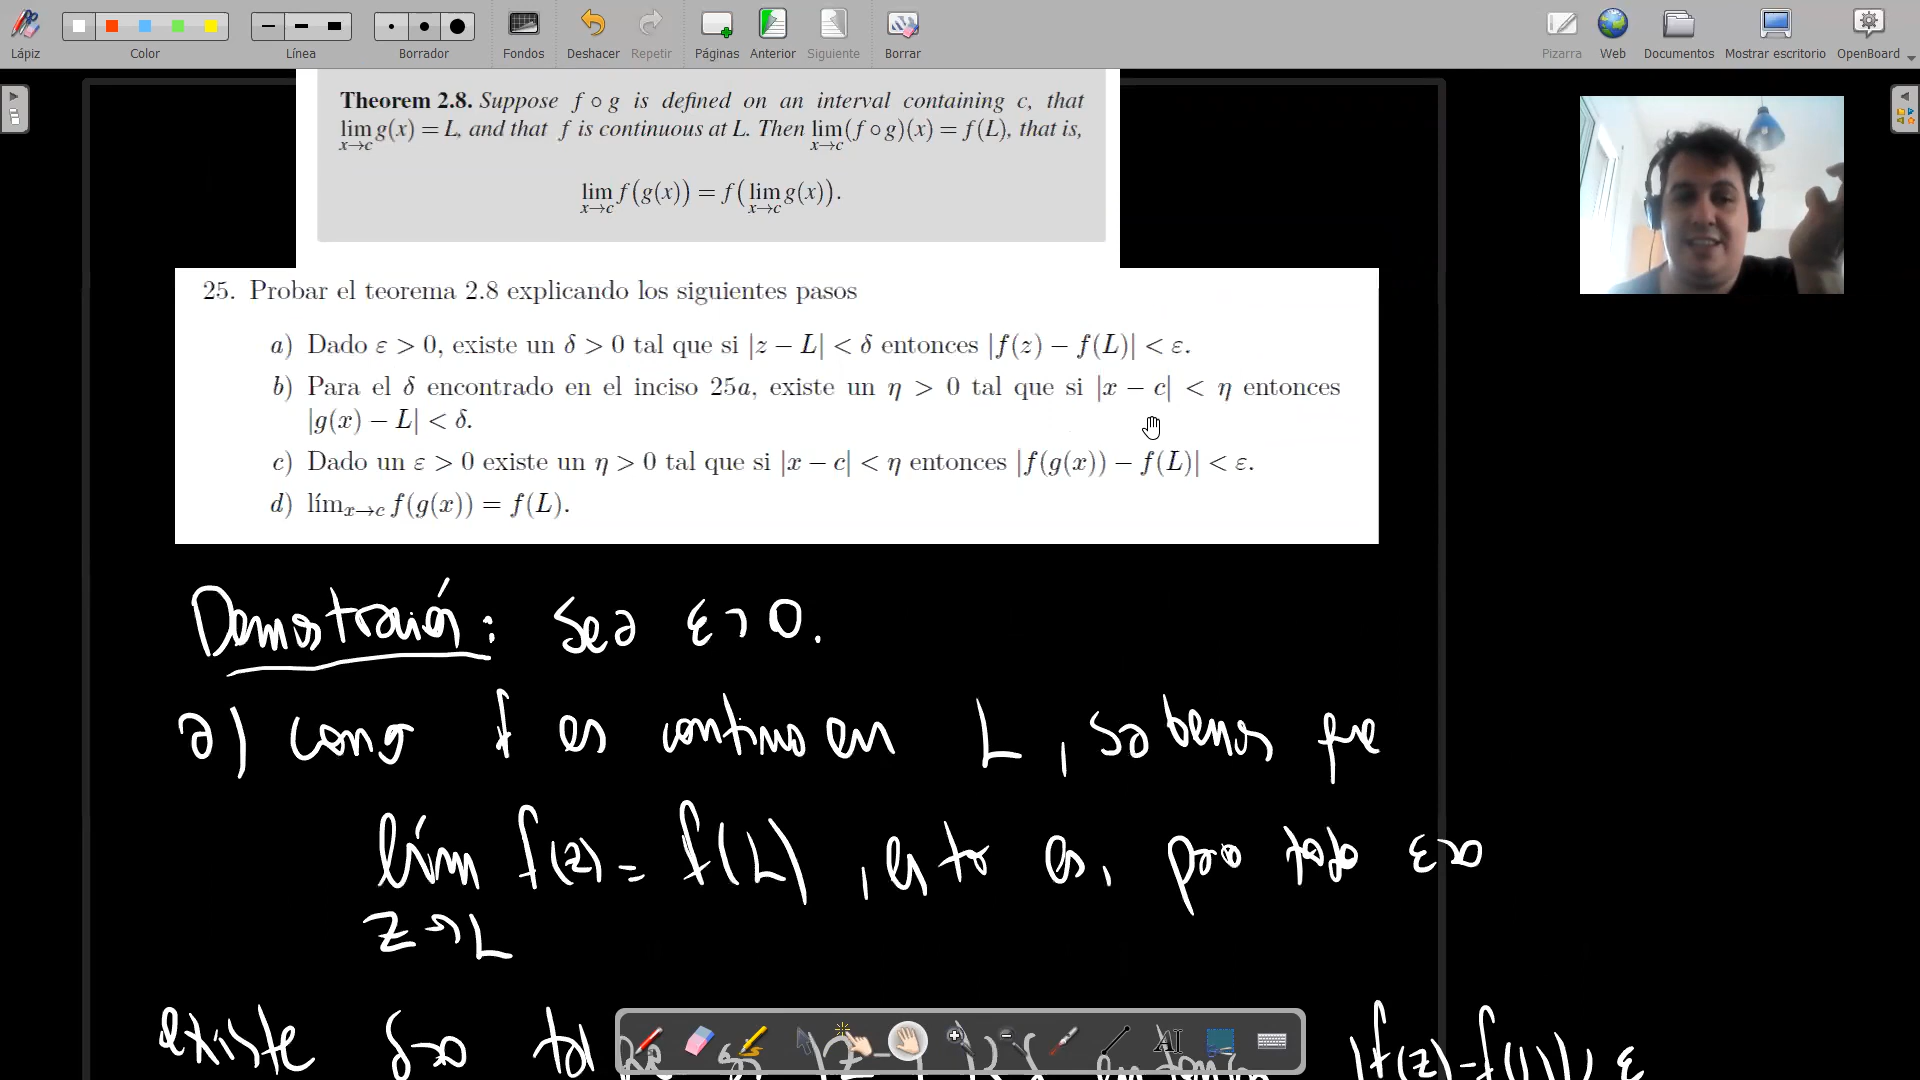 Lápiz
Color
Línea
Borrador
Fondos
Deshacer
Repetir
Páginas
Anterior
Siguiente
Borrar
Pizarra
Web
Documentos
Mostrar escritorio
OpenBoard
Theorem 2.8. Suppose f ∘ g is defined on an interval containing c, that
lim x→c g(x) = L, and that f is continuous at L. Then lim x→c (f ∘ g)(x) = f(L), that is,
lim x→c f(g(x)) = f(lim x→c g(x)).
25. Probar el teorema 2.8 explicando los siguientes pasos
a) Dado ε > 0, existe un δ > 0 tal que si |z − L| < δ entonces |f(z) − f(L)| < ε.
b) Para el δ encontrado en el inciso 25a, existe un η > 0 tal que si |x − c| < η entonces
|g(x) − L| < δ.
c) Dado un ε > 0 existe un η > 0 tal que si |x − c| < η entonces |f(g(x)) − f(L)| < ε.
d) lím x→c f(g(x)) = f(L).
Demostración: Sea ε > 0.
a) como f es continua en L, sabemos que
lím f(z) = f(L), esto es, para todo ε>0
z→L
existe δ>0 tal